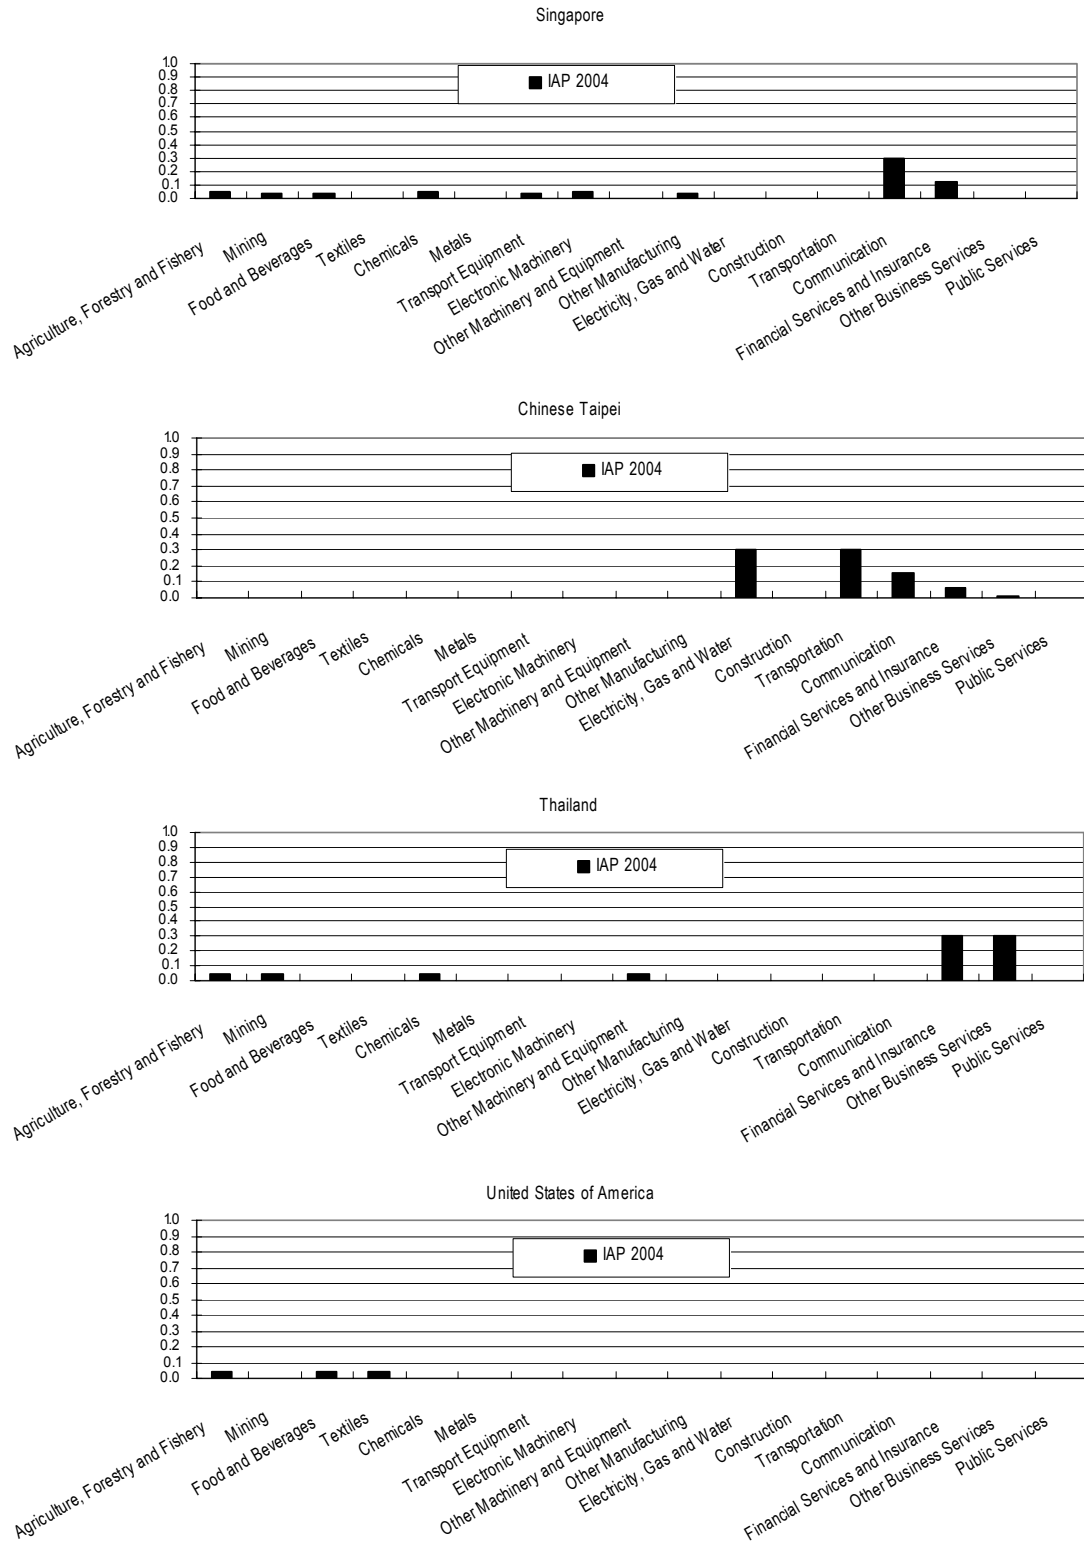 Singapore
IAP 2004
1.0
0.9
0.8
0.7
0.6
0.5
0.4
0.3
0.2
0.1
0.0
Agriculture, Forestry and Fishery
Mining
Food and Beverages
Textiles
Chemicals
Metals
Transport Equipment
Electronic Machinery
Other Machinery and Equipment
Other Manufacturing
Electricity, Gas and Water
Construction
Transportation
Communication
Financial Services and Insurance
Other Business Services
Public Services
Chinese Taipei
IAP 2004
1.0
0.9
0.8
0.7
0.6
0.5
0.4
0.3
0.2
0.1
0.0
Agriculture, Forestry and Fishery
Mining
Food and Beverages
Textiles
Chemicals
Metals
Transport Equipment
Electronic Machinery
Other Machinery and Equipment
Other Manufacturing
Electricity, Gas and Water
Construction
Transportation
Communication
Financial Services and Insurance
Other Business Services
Public Services
Thailand
IAP 2004
1.0
0.9
0.8
0.7
0.6
0.5
0.4
0.3
0.2
0.1
0.0
Agriculture, Forestry and Fishery
Mining
Food and Beverages
Textiles
Chemicals
Metals
Transport Equipment
Electronic Machinery
Other Machinery and Equipment
Other Manufacturing
Electricity, Gas and Water
Construction
Transportation
Communication
Financial Services and Insurance
Other Business Services
Public Services
United States of America
IAP 2004
1.0
0.9
0.8
0.7
0.6
0.5
0.4
0.3
0.2
0.1
0.0
Agriculture, Forestry and Fishery
Mining
Food and Beverages
Textiles
Chemicals
Metals
Transport Equipment
Electronic Machinery
Other Machinery and Equipment
Other Manufacturing
Electricity, Gas and Water
Construction
Transportation
Communication
Financial Services and Insurance
Other Business Services
Public Services